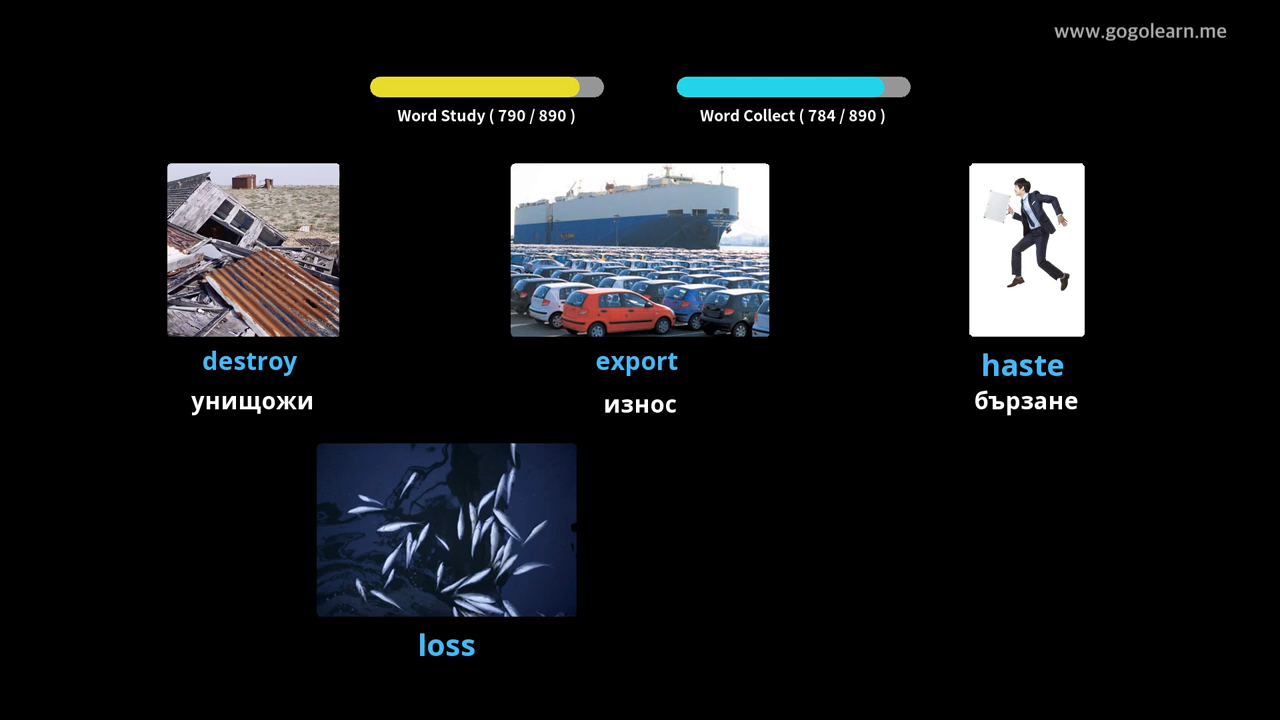 www.gogolearn.me
Word Study ( 790 / 890 )
Word Collect ( 784 / 890 )
destroy
унищожи
export
износ
haste
бързане
loss